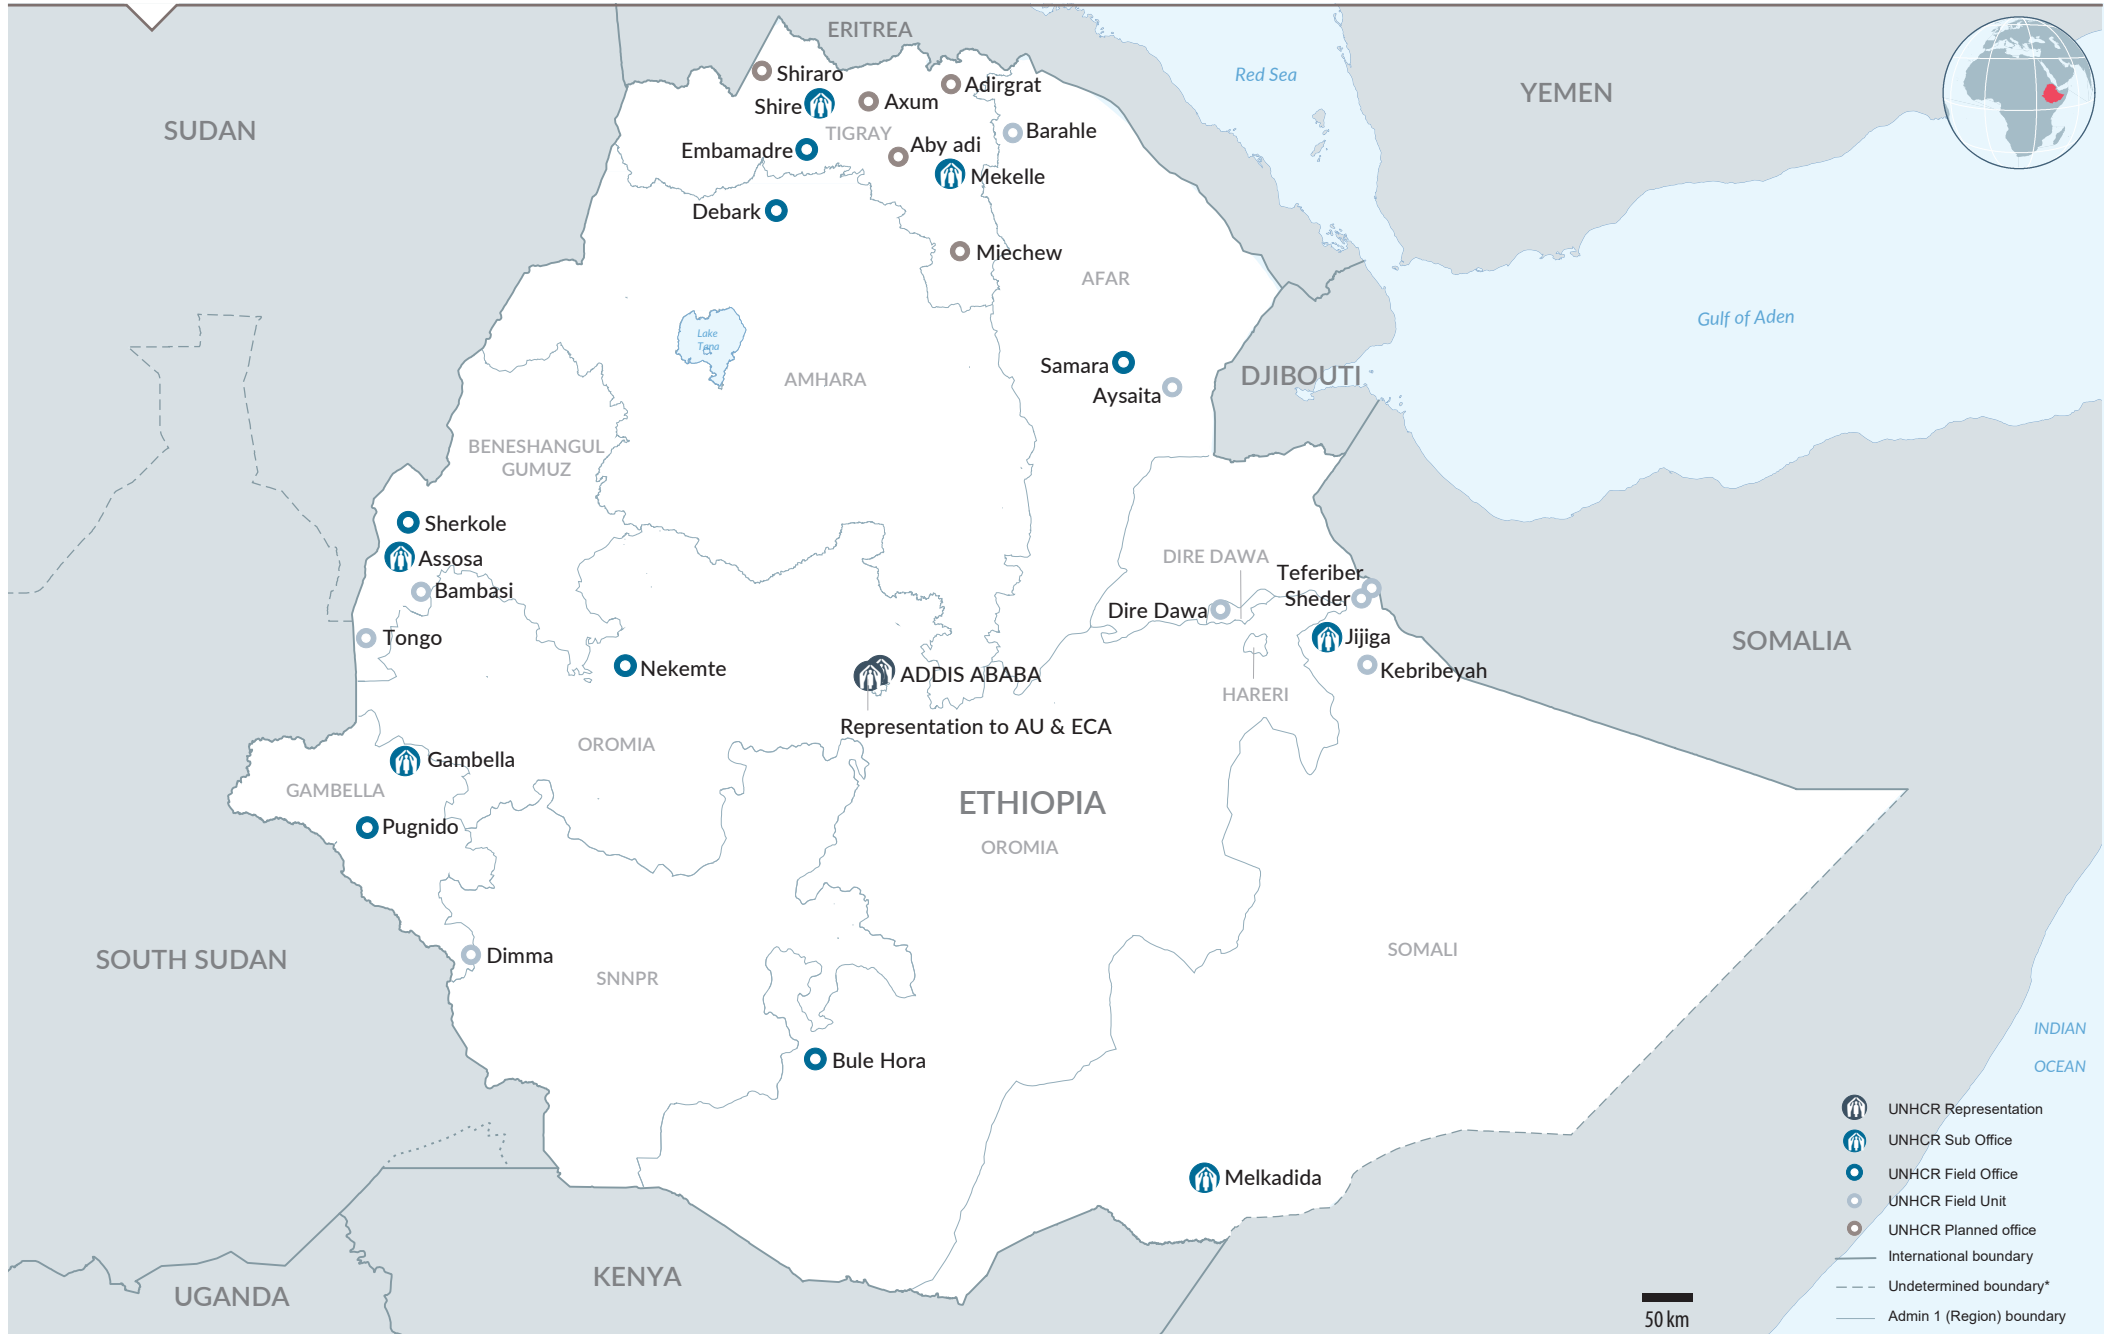 ERITREA
Shiraro
Adirgrat
Red Sea
YEMEN
Shire
Axum
SUDAN
TIGRAY
Barahle
Embamadre
Aby adi
Mekelle
Debark
Miechew
AFAR
Gulf of Aden
Lake
Tana
Samara
DJIBOUTI
AMHARA
Aysaita
BENESHANGUL
GUMUZ
Sherkole
Assosa
DIRE DAWA
Teferiber
Bambasi
Sheder
Dire Dawa
Tongo
Jijiga
SOMALIA
Nekemte
ADDIS ABABA
Kebribeyah
HARERI
Representation to AU & ECA
OROMIA
Gambella
GAMBELLA
ETHIOPIA
Pugnido
OROMIA
SOMALI
Dimma
SOUTH SUDAN
SNNPR
INDIAN
OCEAN
Bule Hora
Melkadida
KENYA
UGANDA
UNHCR Representation
UNHCR Sub Office
UNHCR Field Office
UNHCR Field Unit
UNHCR Planned office
International boundary
Undetermined boundary*
Admin 1 (Region) boundary
50 km